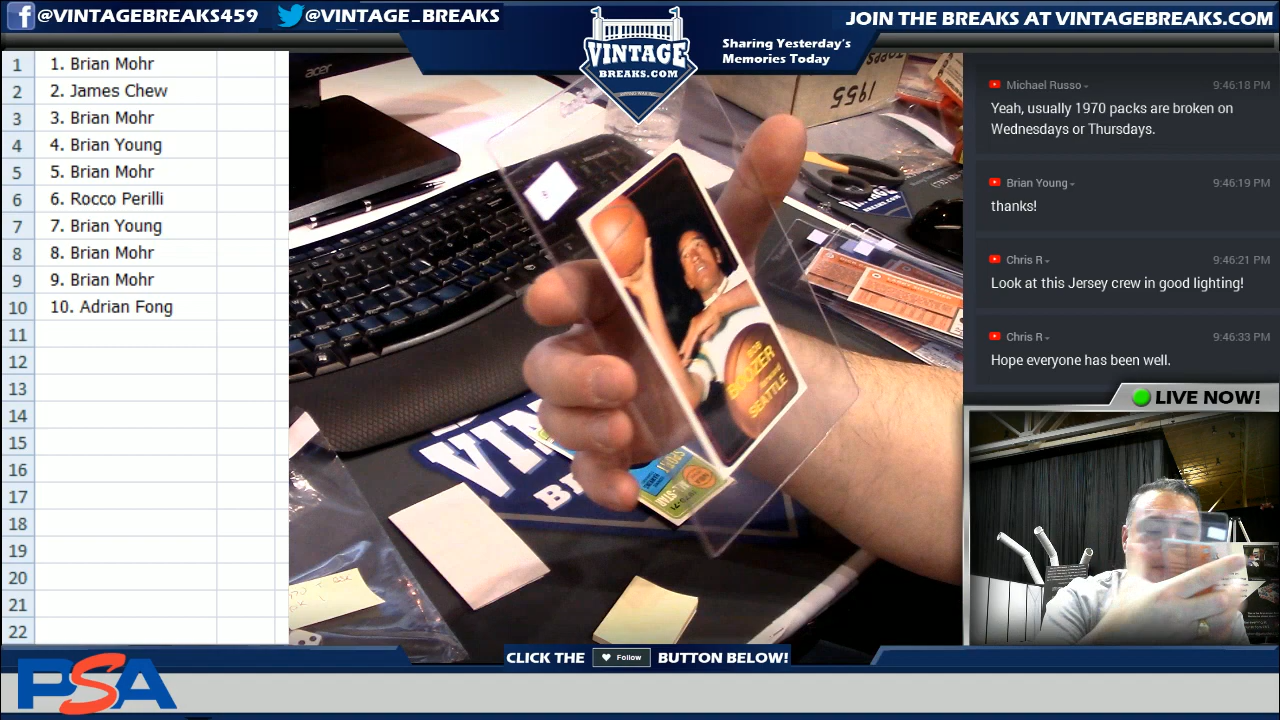 @VINTAGEBREAKS459
@VINTAGE_BREAKS
VINTAGE
BREAKS.COM
Sharing Yesterday's
Memories Today
JOIN THE BREAKS AT VINTAGEBREAKS.COM
1 1. Brian Mohr
2 2. James Chew
3 3. Brian Mohr
4 4. Brian Young
5 5. Brian Mohr
6 6. Rocco Perilli
7 7. Brian Young
8 8. Brian Mohr
9 9. Brian Mohr
10 10. Adrian Fong
11
12
13
14
15
16
17
18
19
20
21
22
acer
TOPPS
1955
BOB
BOOZER
forward
SEATTLE
VIN
BR
Michael Russo 9:46:18 PM
Yeah, usually 1970 packs are broken on
Wednesdays or Thursdays.
Brian Young 9:46:19 PM
thanks!
Chris R 9:46:21 PM
Look at this Jersey crew in good lighting!
Chris R 9:46:33 PM
Hope everyone has been well.
LIVE NOW!
CLICK THE Follow BUTTON BELOW!
PSA